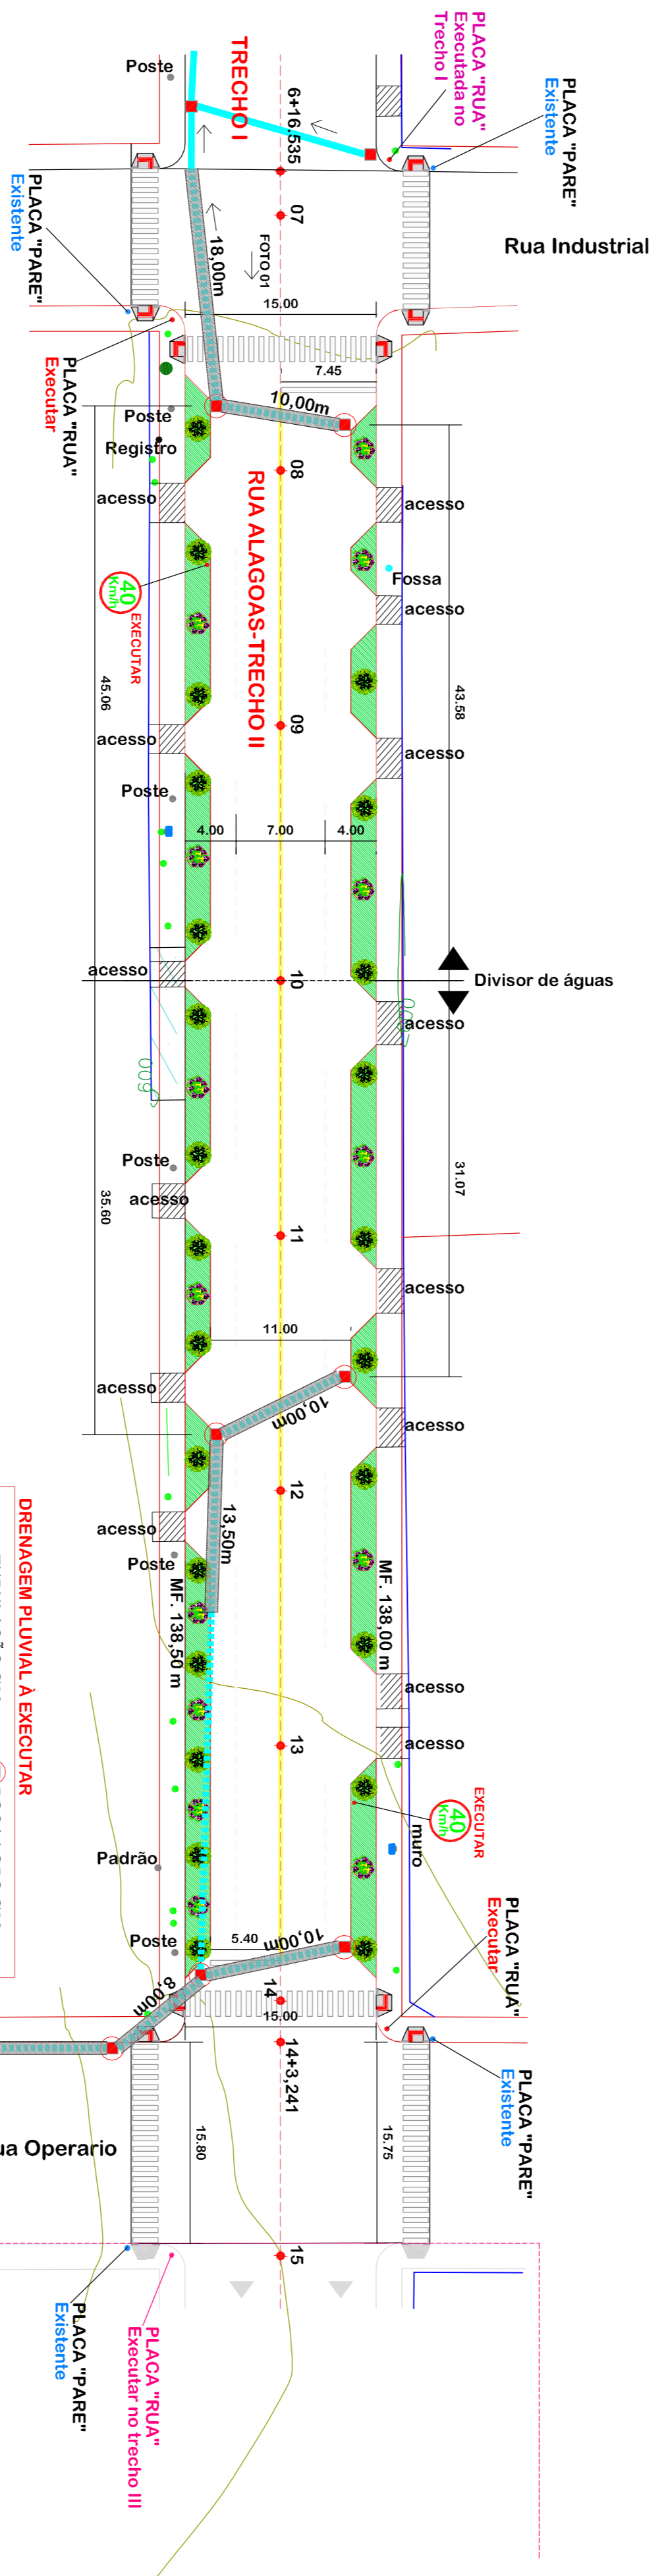 PLACA "RUA"
Executada no
Trecho I
PLACA "PARE"
Existente
Rua Industrial
TRECHO I
Poste
6+16.535
07
FOTO 01
18,00m
15.00
PLACA "PARE"
Existente
PLACA "RUA"
Executar
7.45
10,00m
Poste
Registro
08
acesso
acesso
RUA ALAGOAS-TRECHO II
Fossa
40
Km/h
EXECUTAR
acesso
45.06
43.58
09
acesso
acesso
Poste
4.00
7.00
4.00
acesso
10
Divisor de águas
acesso
600
600
Poste
acesso
35.60
31.07
11
acesso
11.00
acesso
10,00m
acesso
12
13,50m
acesso
Poste
MF. 138,50 m
MF. 138,00 m
DRENAGEM PLUVIAL À EXECUTAR
acesso
13
acesso
EXECUTAR
40
Km/h
muro
Padrão
PLACA "RUA"
Executar
Poste
5.40
10,00m
8,00m
14
15.00
14+3,241
PLACA "PARE"
Existente
15.80
15.75
ua Operario
15
PLACA "PARE"
Existente
PLACA "RUA"
Executar no trecho III